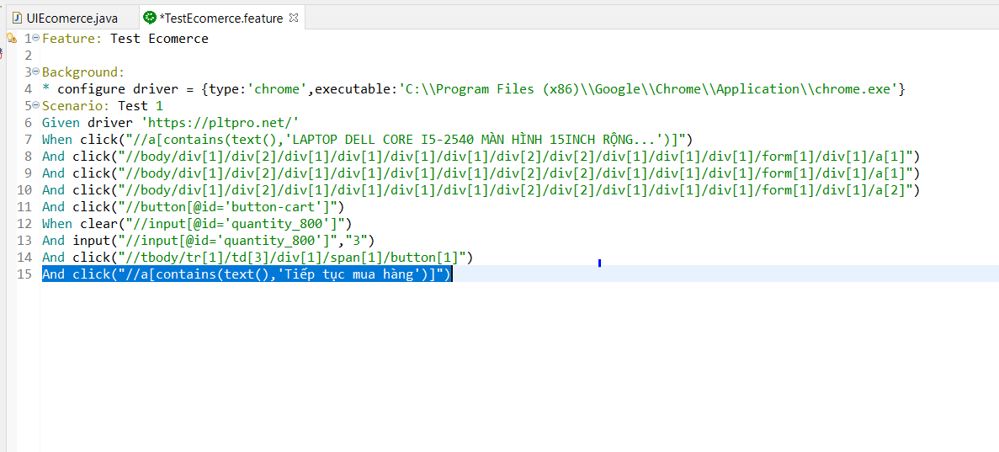 UIEcomerce.java
*TestEcomerce.feature
1 Feature: Test Ecomerce
2
3 Background:
4 * configure driver = {type:'chrome',executable:'C:\\Program Files (x86)\\Google\\Chrome\\Application\\chrome.exe'}
5 Scenario: Test 1
6 Given driver 'https://pltpro.net/'
7 When click("//a[contains(text(),'LAPTOP DELL CORE I5-2540 MÀN HÌNH 15INCH RỘNG...')]")
8 And click("//body/div[1]/div[2]/div[1]/div[1]/div[1]/div[1]/div[2]/div[2]/div[1]/div[1]/div[1]/form[1]/div[1]/a[1]")
9 And click("//body/div[1]/div[2]/div[1]/div[1]/div[1]/div[1]/div[2]/div[2]/div[1]/div[1]/div[1]/form[1]/div[1]/a[1]")
10 And click("//body/div[1]/div[2]/div[1]/div[1]/div[1]/div[1]/div[2]/div[2]/div[1]/div[1]/div[1]/form[1]/div[1]/a[2]")
11 And click("//button[@id='button-cart']")
12 When clear("//input[@id='quantity_800']")
13 And input("//input[@id='quantity_800']","3")
14 And click("//tbody/tr[1]/td[3]/div[1]/span[1]/button[1]")
15 And click("//a[contains(text(),'Tiếp tục mua hàng')]")